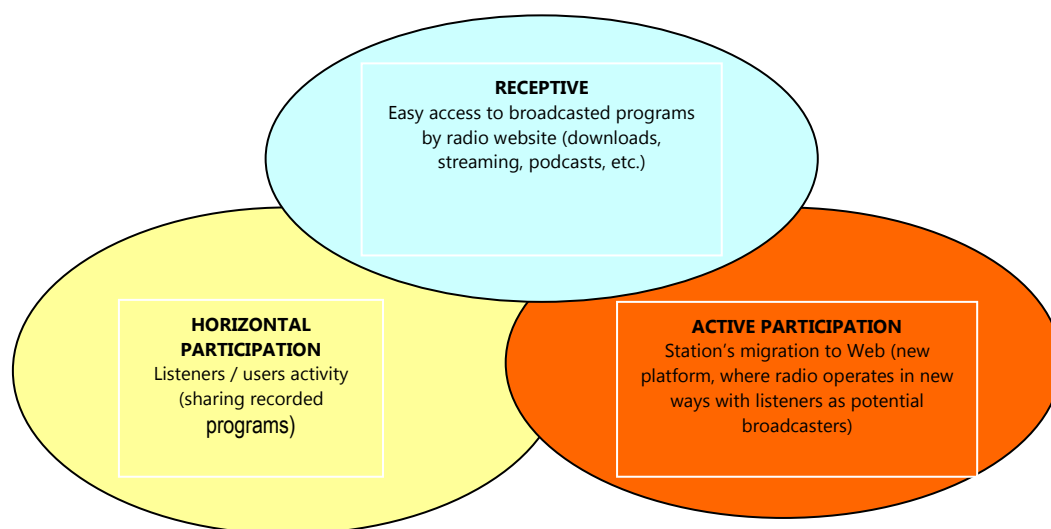 RECEPTIVE
Easy access to broadcasted programs
by radio website (downloads,
streaming, podcasts, etc.)
HORIZONTAL
PARTICIPATION
Listeners / users activity
(sharing recorded
programs)
ACTIVE PARTICIPATION
Station’s migration to Web (new
platform, where radio operates in new
ways with listeners as potential
broadcasters)